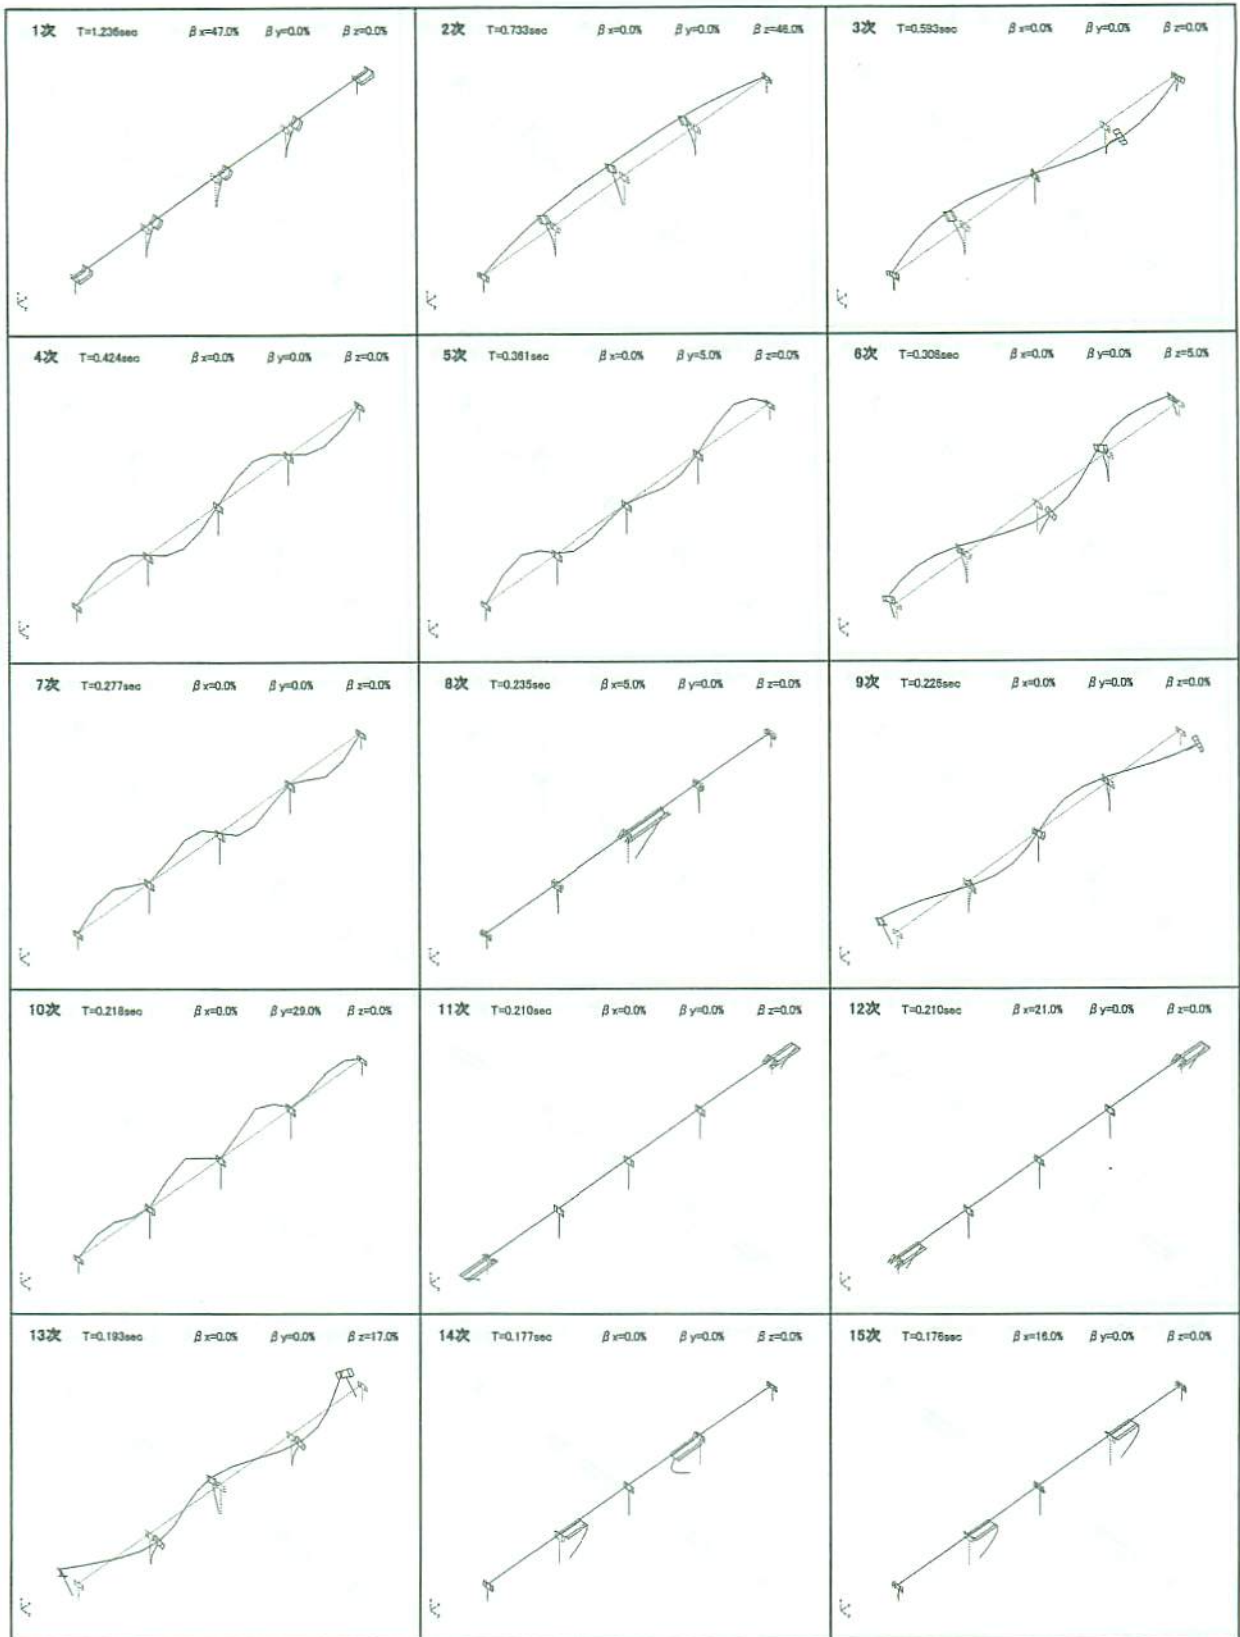 1次 T=1.236sec βx=47.0% βy=0.0% βz=0.0%
2次 T=0.733sec βx=0.0% βy=0.0% βz=46.0%
3次 T=0.593sec βx=0.0% βy=0.0% βz=0.0%
4次 T=0.424sec βx=0.0% βy=0.0% βz=0.0%
5次 T=0.361sec βx=0.0% βy=5.0% βz=0.0%
6次 T=0.308sec βx=0.0% βy=0.0% βz=5.0%
7次 T=0.277sec βx=0.0% βy=0.0% βz=0.0%
8次 T=0.235sec βx=5.0% βy=0.0% βz=0.0%
9次 T=0.226sec βx=0.0% βy=0.0% βz=0.0%
10次 T=0.218sec βx=0.0% βy=29.0% βz=0.0%
11次 T=0.210sec βx=0.0% βy=0.0% βz=0.0%
12次 T=0.210sec βx=21.0% βy=0.0% βz=0.0%
13次 T=0.193sec βx=0.0% βy=0.0% βz=17.0%
14次 T=0.177sec βx=0.0% βy=0.0% βz=0.0%
15次 T=0.176sec βx=16.0% βy=0.0% βz=0.0%